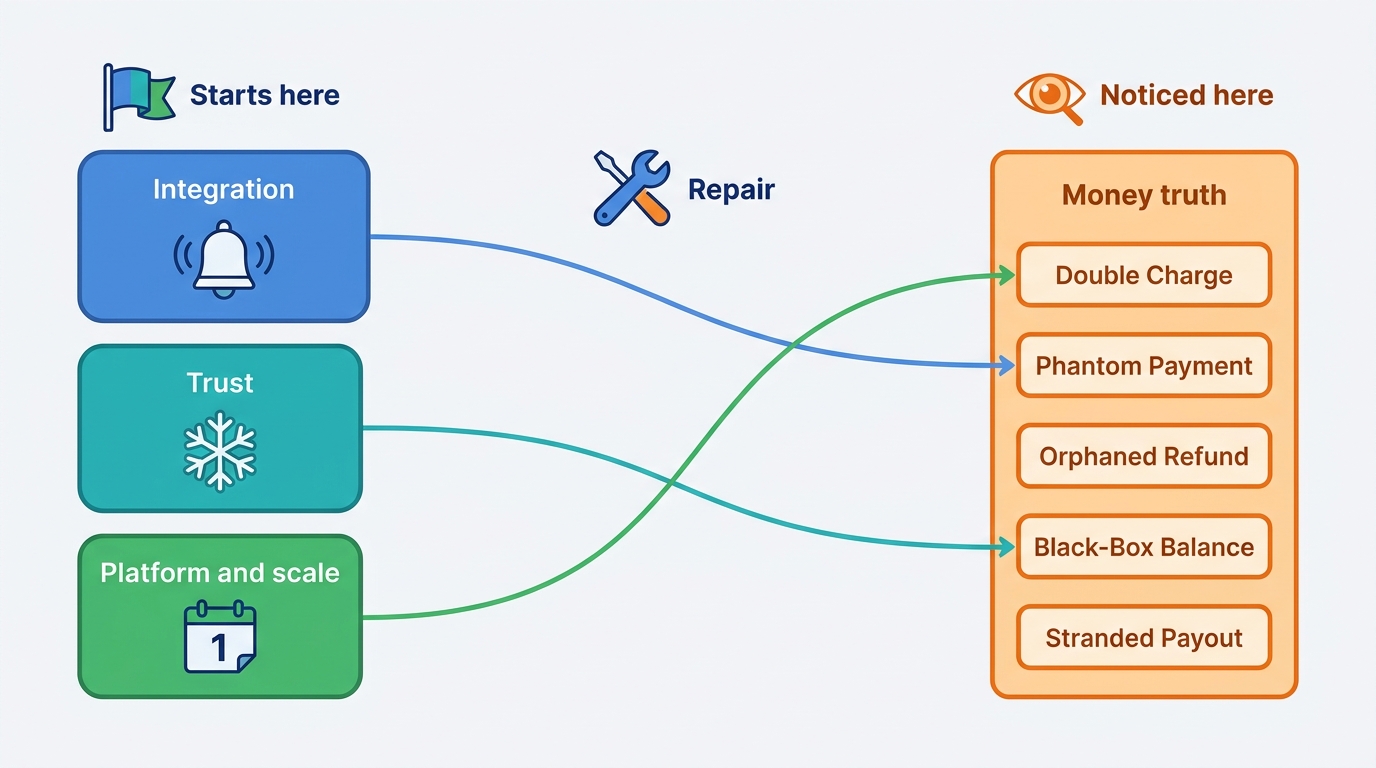 Starts here
Noticed here
Repair
Integration
Trust
Platform and scale
1
Money truth
Double Charge
Phantom Payment
Orphaned Refund
Black-Box Balance
Stranded Payout